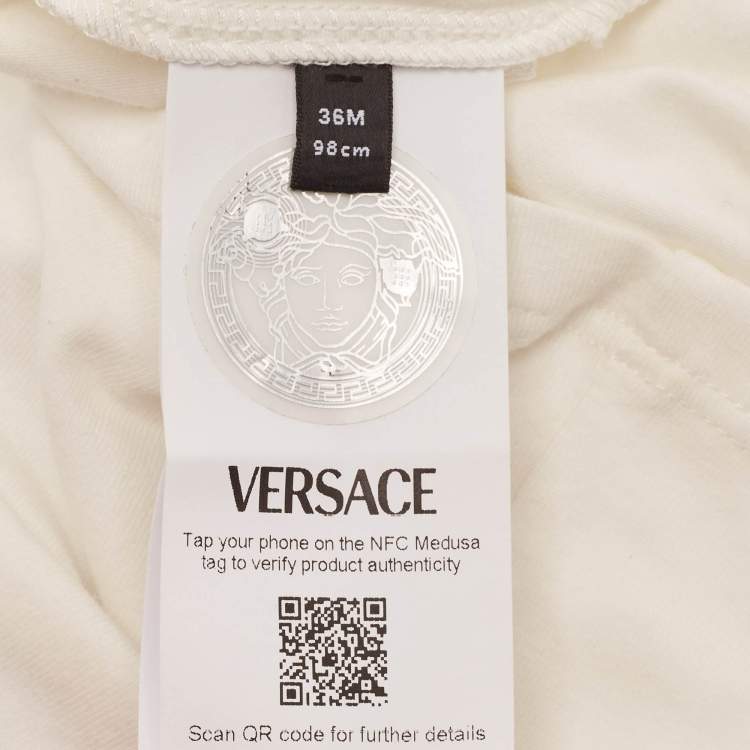 36M
98cm
VERSACE
Tap your phone on the NFC Medusa
tag to verify product authenticity
Scan QR code for further details